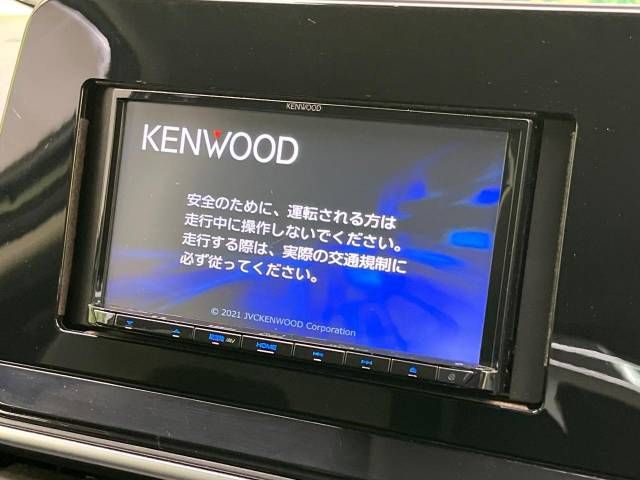 KENWOOD
KENWOOD
安全のために、運転される方は
走行中に操作しないでください。
走行する際は、実際の交通規制に
必ず従ってください。
© 2021 JVCKENWOOD Corporation
HOME